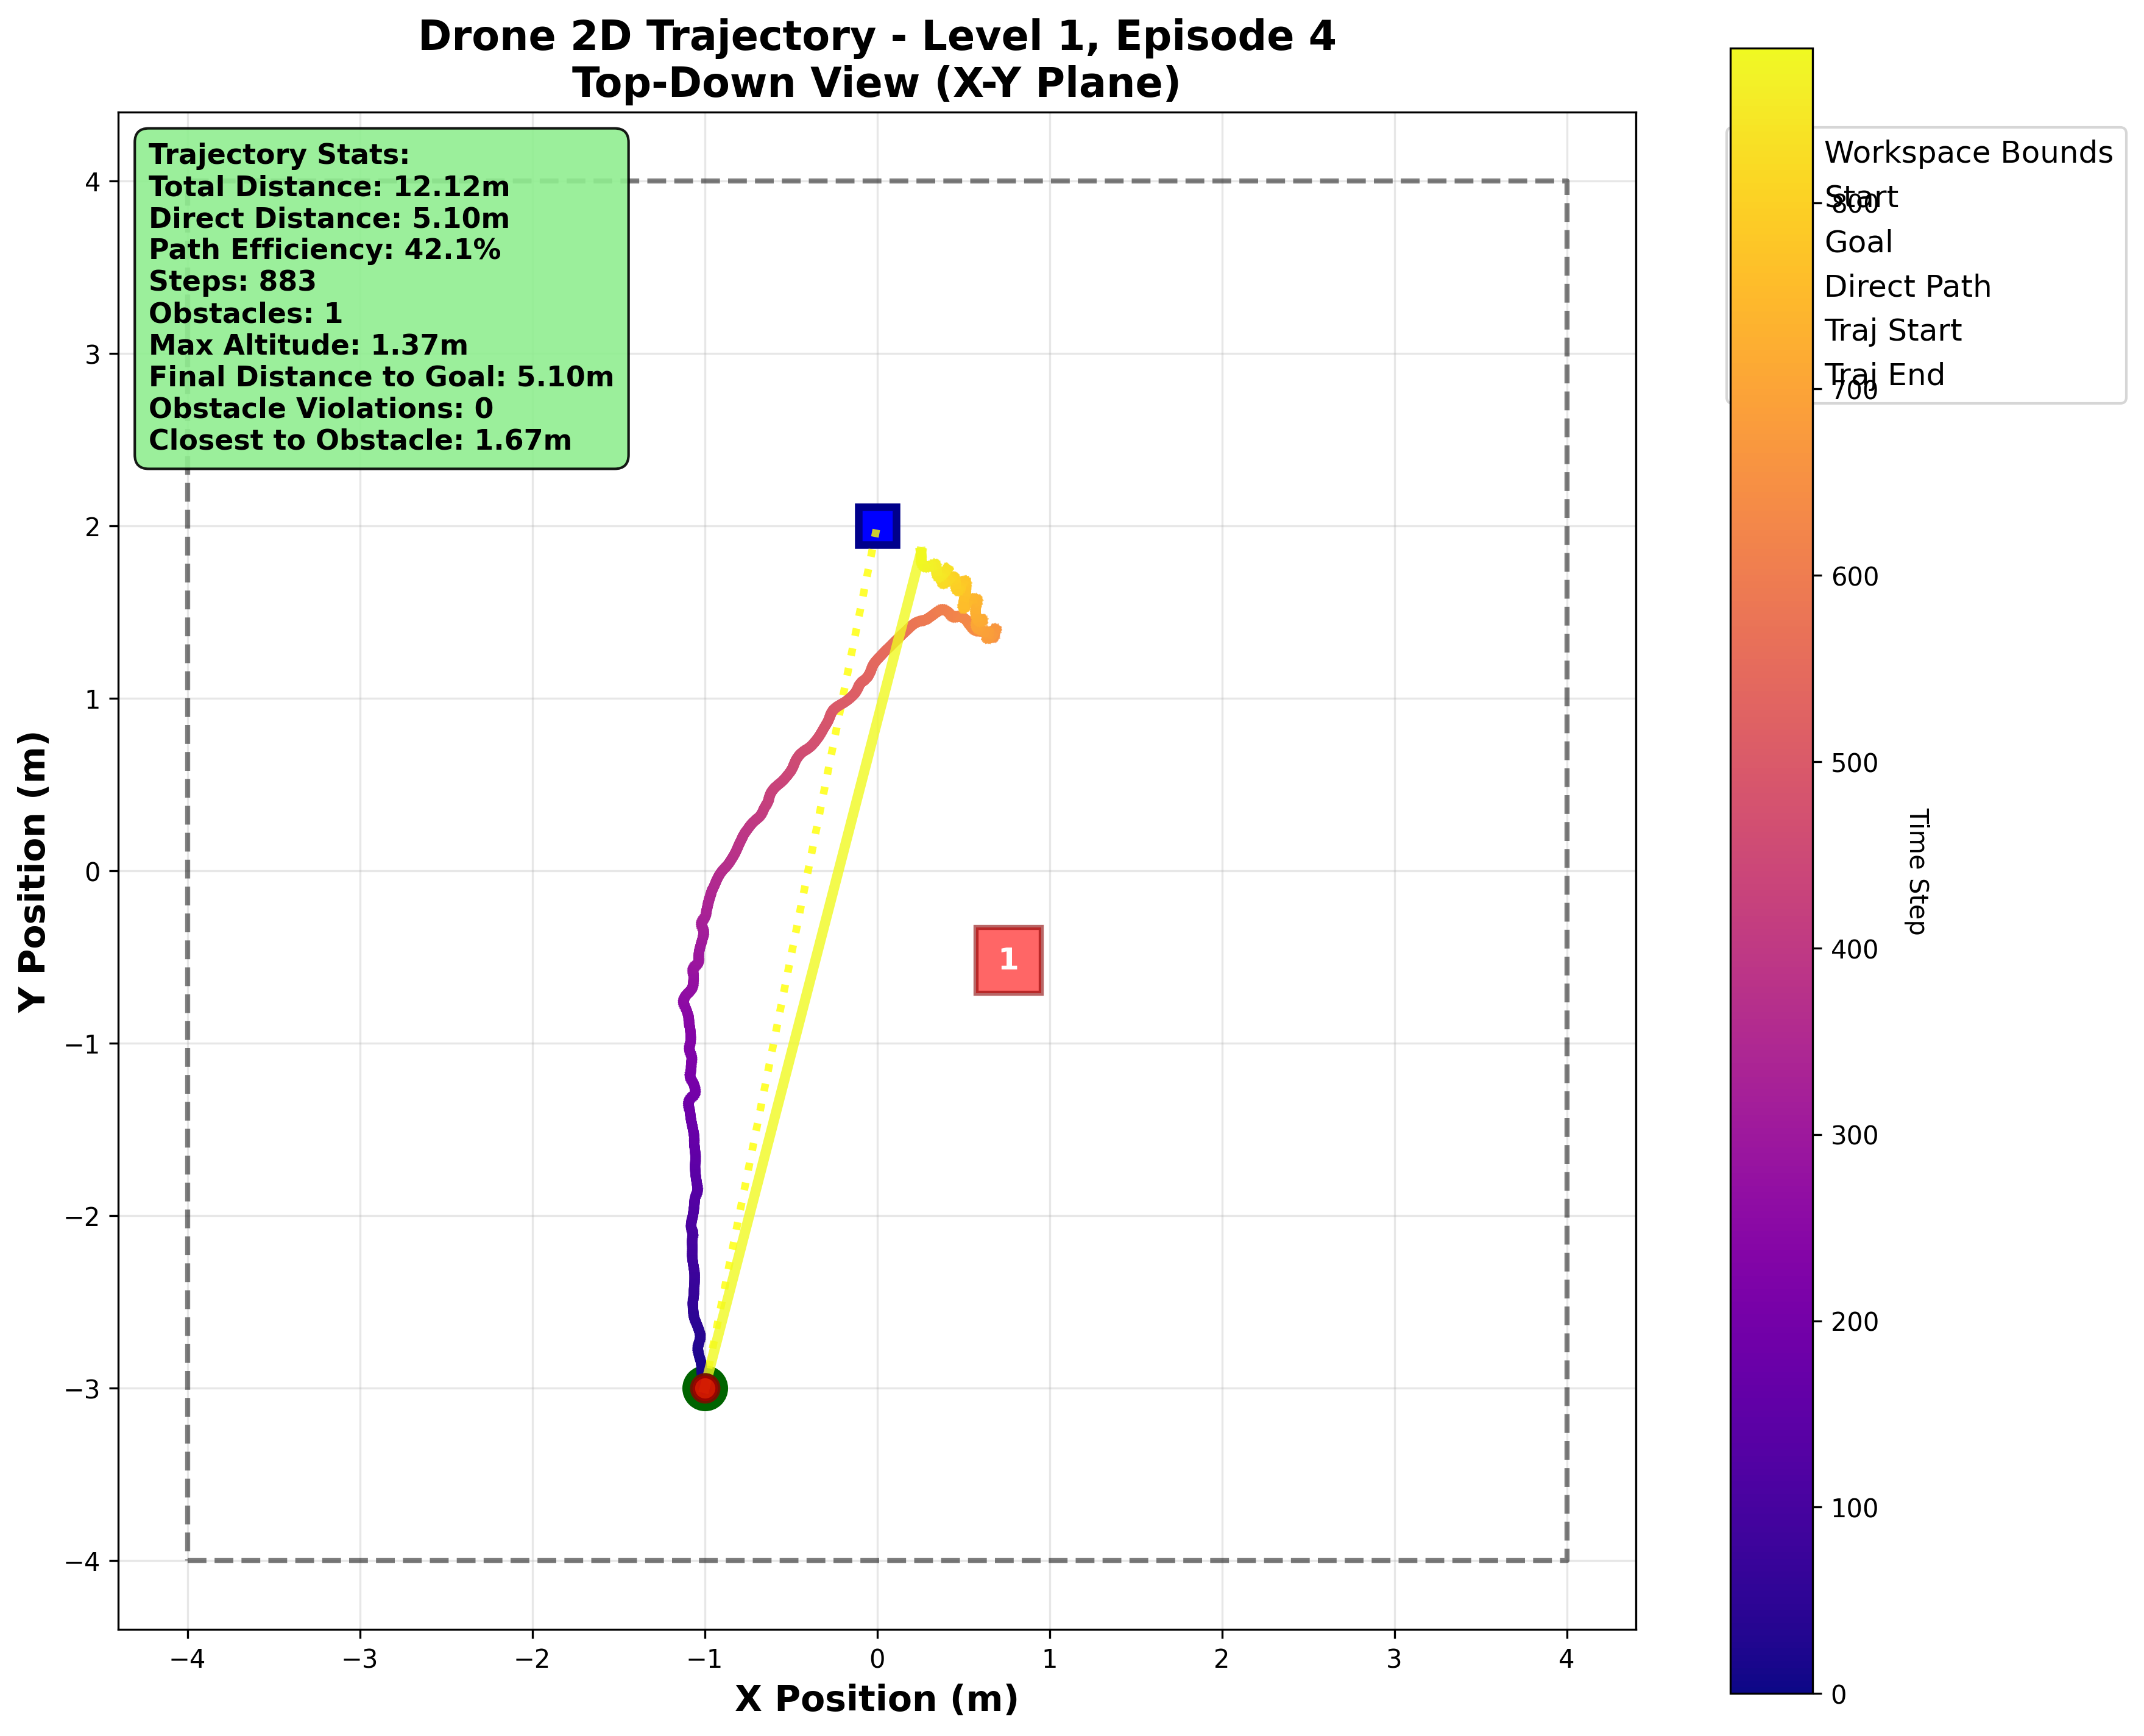 Drone 2D Trajectory - Level 1, Episode 4
Top-Down View (X-Y Plane)
Trajectory Stats:
Total Distance: 12.12m
Direct Distance: 5.10m
Path Efficiency: 42.1%
Steps: 883
Obstacles: 1
Max Altitude: 1.37m
Final Distance to Goal: 5.10m
Obstacle Violations: 0
Closest to Obstacle: 1.67m
4
3
2
1
0
−1
−2
−3
−4
Y Position (m)
1
−4
−3
−2
−1
0
1
2
3
4
X Position (m)
Workspace Bounds
Start
Goal
Direct Path
Traj Start
Traj End
800
700
600
500
400
300
200
100
0
Time Step